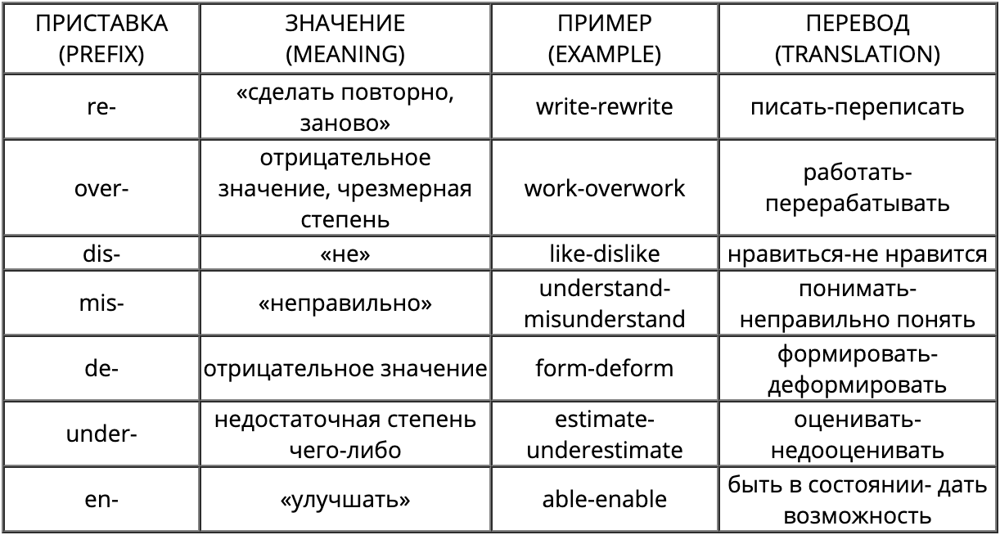 ПРИСТАВКА
(PREFIX)
ЗНАЧЕНИЕ
(MEANING)
ПРИМЕР
(EXAMPLE)
ПЕРЕВОД
(TRANSLATION)
re-
«сделать повторно,
заново»
write-rewrite
писать-переписать
over-
отрицательное
значение, чрезмерная
степень
work-overwork
работать-
перерабатывать
dis-
«не»
like-dislike
нравиться-не нравится
mis-
«неправильно»
understand-
misunderstand
понимать-
неправильно понять
de-
отрицательное значение
form-deform
формировать-
деформировать
under-
недостаточная степень
чего-либо
estimate-
underestimate
оценивать-
недооценивать
en-
«улучшать»
able-enable
быть в состоянии- дать
возможность